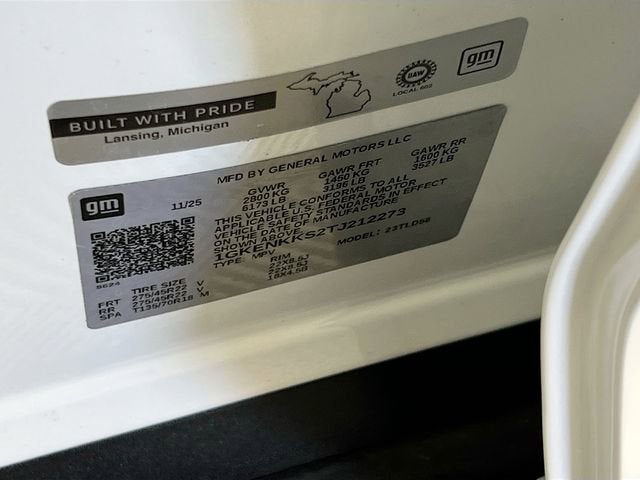 BUILT WITH PRIDE
Lansing, Michigan
UAW
LOCAL 602
gm
gm
11/25
MFD BY GENERAL MOTORS LLC
GVWR GAWR FRT GAWR RR
2800 KG 1450 KG 1600 KG
6173 LB 3196 LB 3527 LB
THIS VEHICLE CONFORMS TO ALL
APPLICABLE U.S. FEDERAL MOTOR
VEHICLE SAFETY STANDARDS IN EFFECT
ON THE DATE OF MANUFACTURE
SHOWN ABOVE.
1GKENKKS2TJ212273
TYPE: MPV MODEL: 23TLD58
5624
TIRE SIZE RIM
FRT 275/45R22 V 22X8.5J
RR 275/45R22 V 22X8.5J
SPA T135/70R18 M 18X4.5B